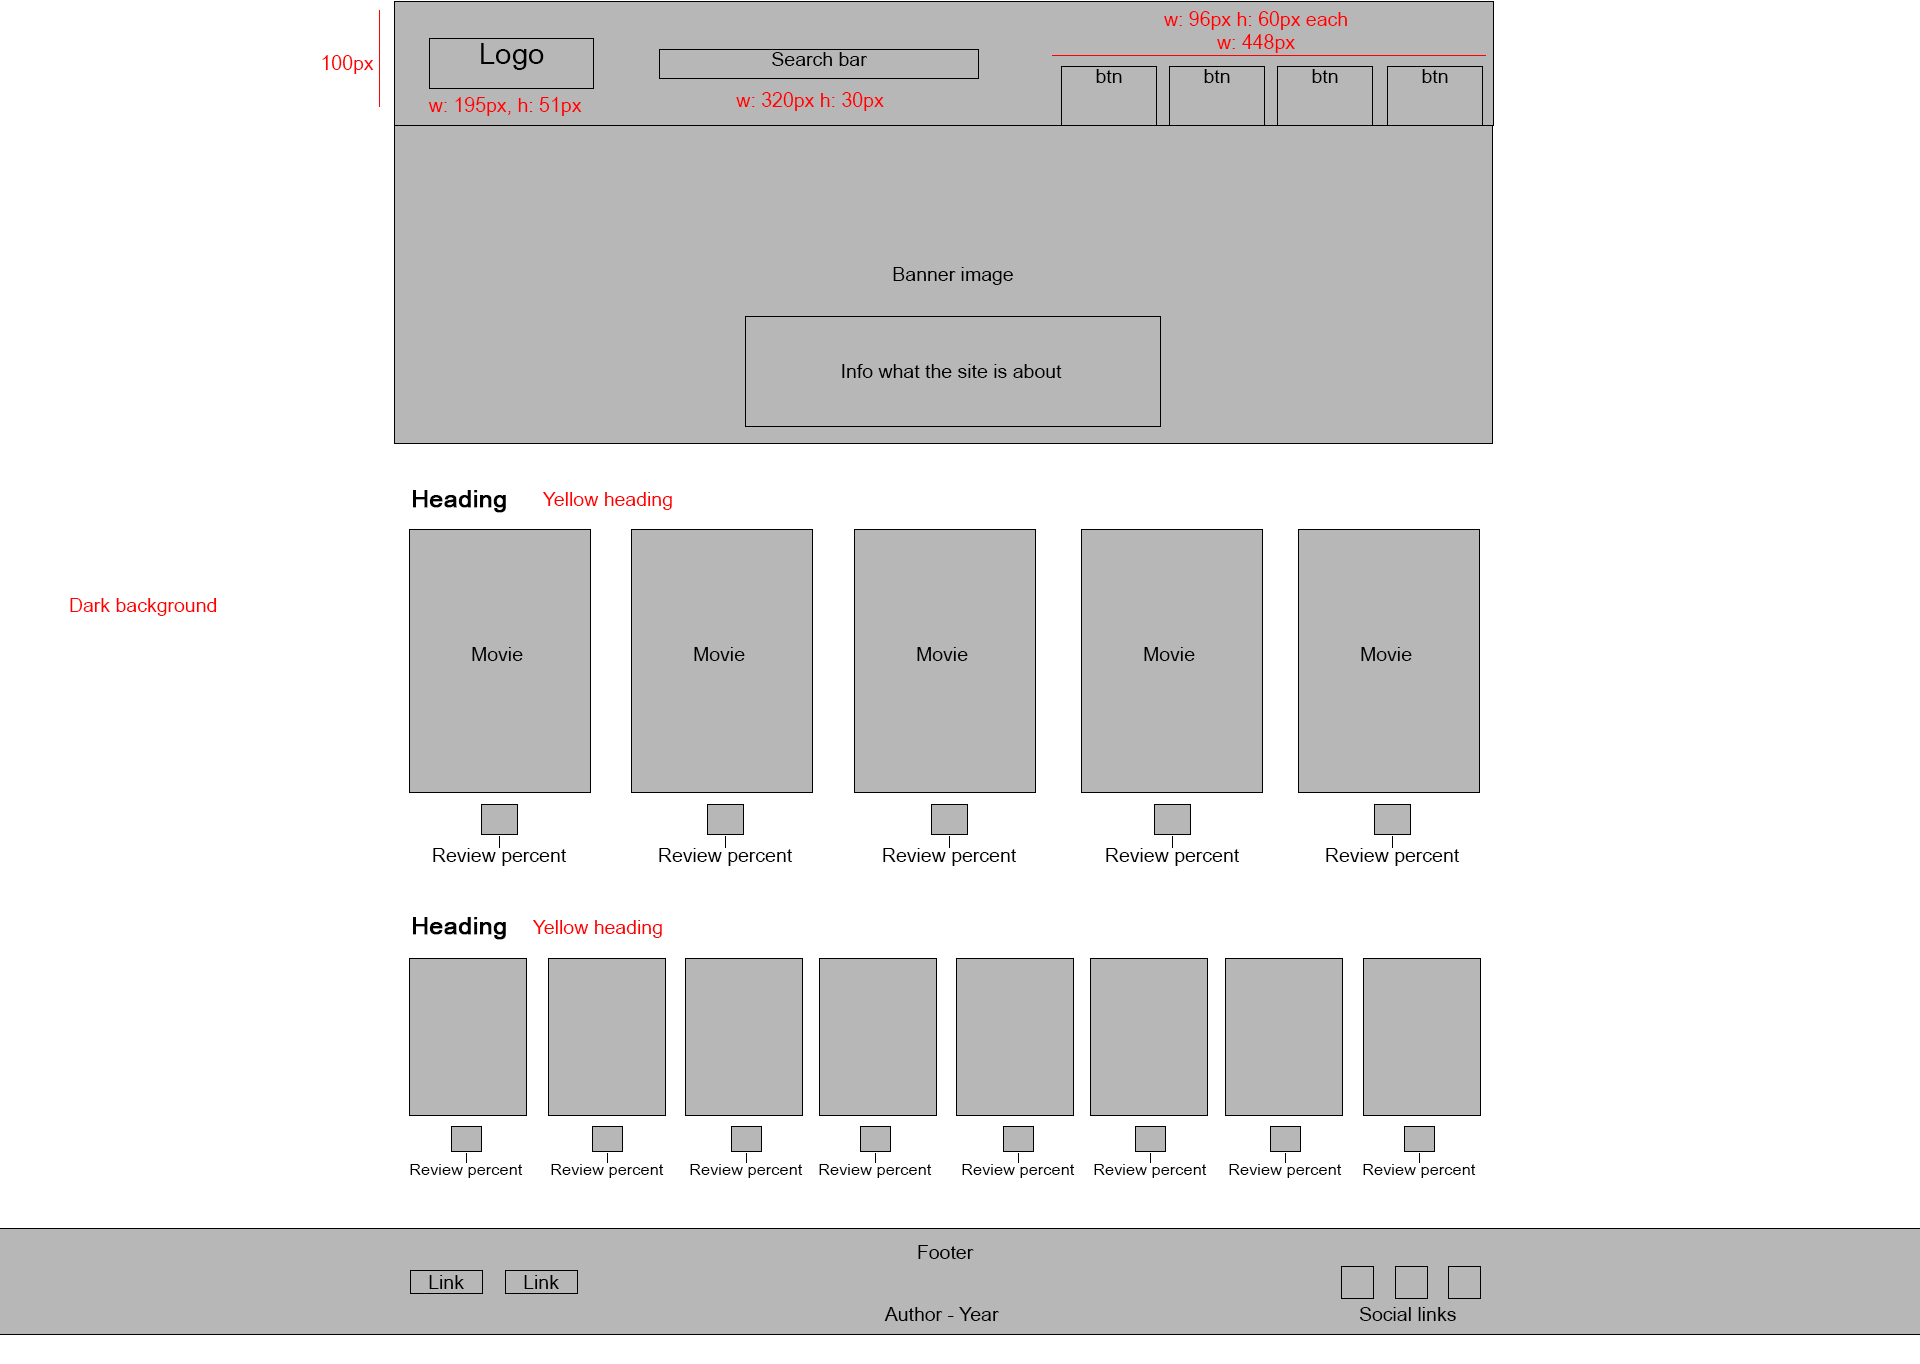 w: 96px h: 60px each
w: 448px
100px
Logo
Search bar
btn
btn
btn
btn
w: 195px, h: 51px
w: 320px h: 30px
Banner image
Info what the site is about
Heading
Yellow heading
Dark background
Movie
Movie
Movie
Movie
Movie
Review percent
Review percent
Review percent
Review percent
Review percent
Heading
Yellow heading
Review percent
Review percent
Review percent
Review percent
Review percent
Review percent
Review percent
Review percent
Footer
Link
Link
Author - Year
Social links